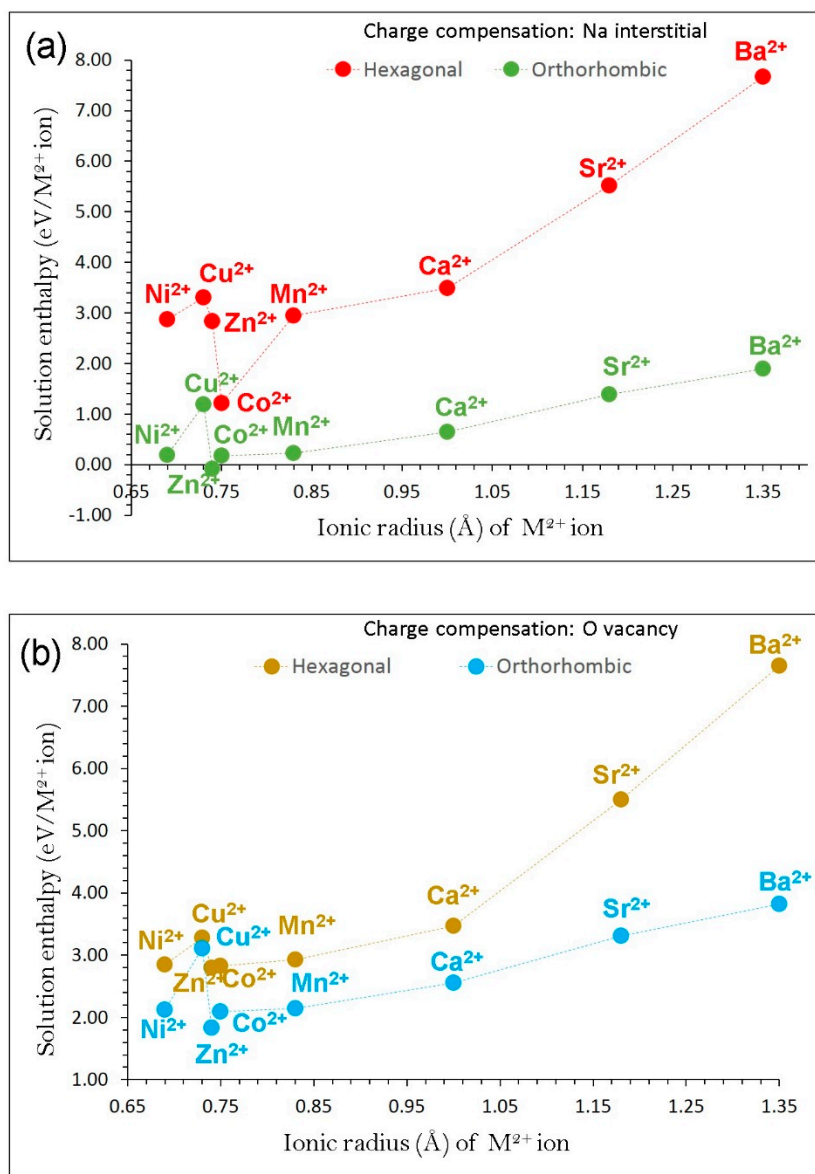 (a)
Charge compensation: Na interstitial
Hexagonal
Orthorhombic
Solution enthalpy (eV/M²⁺ ion)
8.00
7.00
6.00
5.00
4.00
3.00
2.00
1.00
0.00
-1.00
Ba²⁺
Sr²⁺
Ca²⁺
Cu²⁺
Ni²⁺
Mn²⁺
Zn²⁺
Co²⁺
Ba²⁺
Sr²⁺
Ca²⁺
Cu²⁺
Ni²⁺
Co²⁺
Mn²⁺
Zn²⁺
0.65 0.75 0.85 0.95 1.05 1.15 1.25 1.35
Ionic radius (Å) of M²⁺ ion
(b)
Charge compensation: O vacancy
Hexagonal
Orthorhombic
Solution enthalpy (eV/M²⁺ ion)
8.00
7.00
6.00
5.00
4.00
3.00
2.00
1.00
Ba²⁺
Sr²⁺
Ca²⁺
Cu²⁺
Mn²⁺
Ni²⁺
Zn²⁺
Co²⁺
Ba²⁺
Sr²⁺
Cu²⁺
Ca²⁺
Mn²⁺
Co²⁺
Ni²⁺
Zn²⁺
0.65 0.75 0.85 0.95 1.05 1.15 1.25 1.35
Ionic radius (Å) of M²⁺ ion